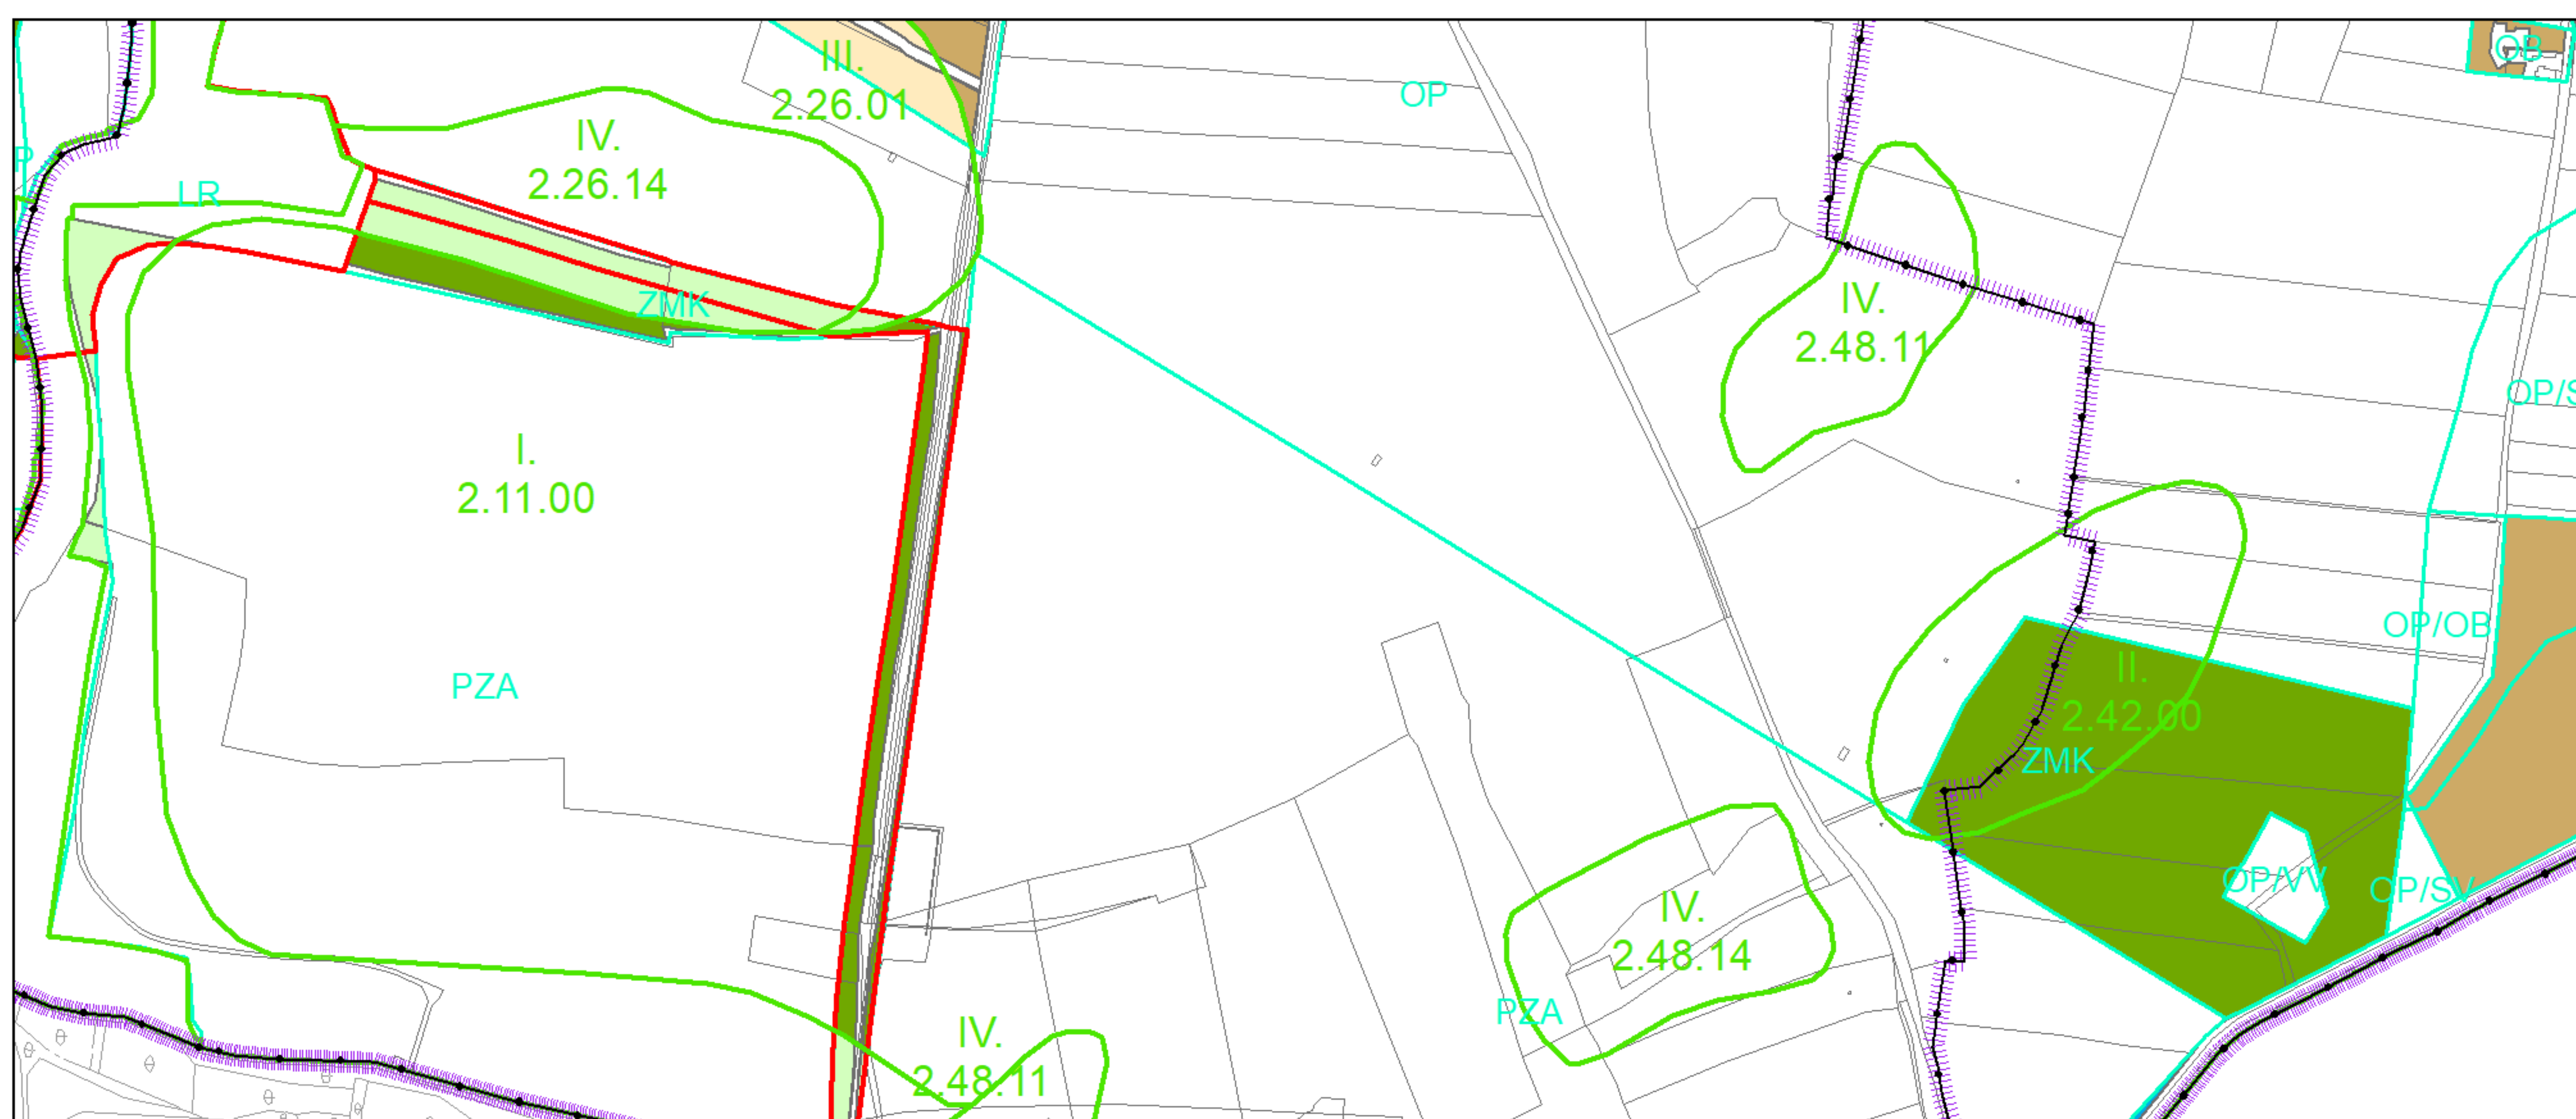 III.
2.26.01
OB
OP
IV.
2.26.14
P
LR
ZMK
IV.
2.48.11
OP/S
I.
2.11.00
OP/OB
II.
2.42.00
PZA
ZMK
OP/VV
OP/SV
IV.
2.48.14
PZA
IV.
2.48.11